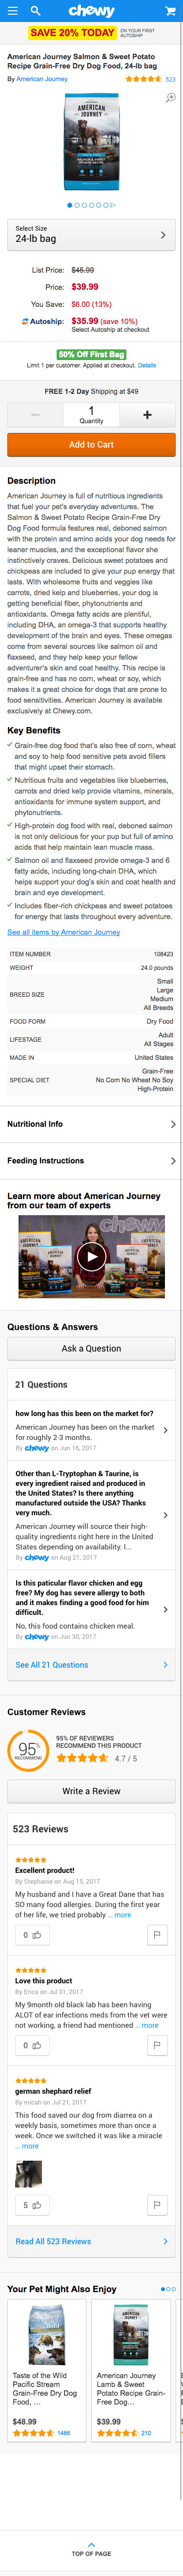 chewy
SAVE 20% TODAY ON YOUR FIRST
AUTOSHIP
American Journey Salmon & Sweet Potato
Recipe Grain-Free Dry Dog Food, 24-lb bag
By American Journey
523
AMERICAN
JOURNEY
Select Size
24-lb bag
List Price: $45.99
Price: $39.99
You Save: $6.00 (13%)
Autoship: $35.99 (save 10%)
Select Autoship at checkout
50% Off First Bag
Limit 1 per customer. Applied at checkout. Details
FREE 1-2 Day Shipping at $49
1
Quantity
Add to Cart
Description
American Journey is full of nutritious ingredients
that fuel your pet's everyday adventures. The
Salmon & Sweet Potato Recipe Grain-Free Dry
Dog Food formula features real, deboned salmon
with the protein and amino acids your dog needs for
leaner muscles, and the exceptional flavor she
instinctively craves. Delicious sweet potatoes and
chickpeas are included to give your pup energy that
lasts. With wholesome fruits and veggies like
carrots, dried kelp and blueberries, your dog is
getting beneficial fiber, phytonutrients and
antioxidants. Omega fatty acids are plentiful,
including DHA, an omega-3 that supports healthy
development of the brain and eyes. These omegas
come from several sources like salmon oil and
flaxseed, and they help keep your fellow
adventurer's skin and coat healthy. This recipe is
grain-free and has no corn, wheat or soy, which
makes it a great choice for dogs that are prone to
food sensitivities. American Journey is available
exclusively at Chewy.com.
Key Benefits
Grain-free dog food that's also free of corn, wheat
and soy to help food sensitive pets avoid fillers
that might upset their stomach.
Nutritious fruits and vegetables like blueberries,
carrots and dried kelp provide vitamins, minerals,
antioxidants for immune system support, and
phytonutrients.
High-protein dog food with real, deboned salmon
is not only delicious for your pup but full of amino
acids that help maintain lean muscle mass.
Salmon oil and flaxseed provide omega-3 and 6
fatty acids, including long-chain DHA, which
helps support your dog's skin and coat health and
brain and eye development.
Includes fiber-rich chickpeas and sweet potatoes
for energy that lasts throughout every adventure.
See all items by American Journey
ITEM NUMBER 108423
WEIGHT 24.0 pounds
BREED SIZE Small
Large
Medium
All Breeds
FOOD FORM Dry Food
LIFESTAGE Adult
All Stages
MADE IN United States
SPECIAL DIET Grain-Free
No Corn No Wheat No Soy
High-Protein
Nutritional Info
Feeding Instructions
Learn more about American Journey
from our team of experts
chewy
Questions & Answers
Ask a Question
21 Questions
how long has this been on the market for?
American Journey has been on the market
for roughly 2-3 months.
By chewy on Jun 16, 2017
Other than L-Tryptophan & Taurine, is
every ingredient raised and produced in
the United States? Is there anything
manufactured outside the USA? Thanks
very much.
American Journey will source their high-
quality ingredients right here in the United
States depending on availability. I...
By chewy on Aug 21, 2017
Is this paticular flavor chicken and egg
free? My dog has severe allergy to both
and it makes finding a good food for him
difficult.
No, this food contains chicken meal.
By chewy on Jun 30, 2017
See All 21 Questions
Customer Reviews
95%
RECOMMEND
95% OF REVIEWERS
RECOMMEND THIS PRODUCT
4.7 / 5
Write a Review
523 Reviews
Excellent product!
By Stephanie on Aug 15, 2017
My husband and I have a Great Dane that has
SO many food allergies. During the first year
of her life, we tried probably ... more
0
Love this product
By Erica on Jul 31, 2017
My 9month old black lab has been having
ALOT of ear infections and meds from the vet were
not working, a friend had mentioned ... more
0
german shephard relief
By micah on Jul 21, 2017
This food saved our dog from diarrea on a
weekly basis, sometimes more than once a
week. Once we switched it was like a miracle
... more
5
Read All 523 Reviews
Your Pet Might Also Enjoy
Taste of the Wild
Pacific Stream
Grain-Free Dry Dog
Food, ...
$48.99
1486
American Journey
Lamb & Sweet
Potato Recipe Grain-
Free Dog...
$39.99
210
TOP OF PAGE